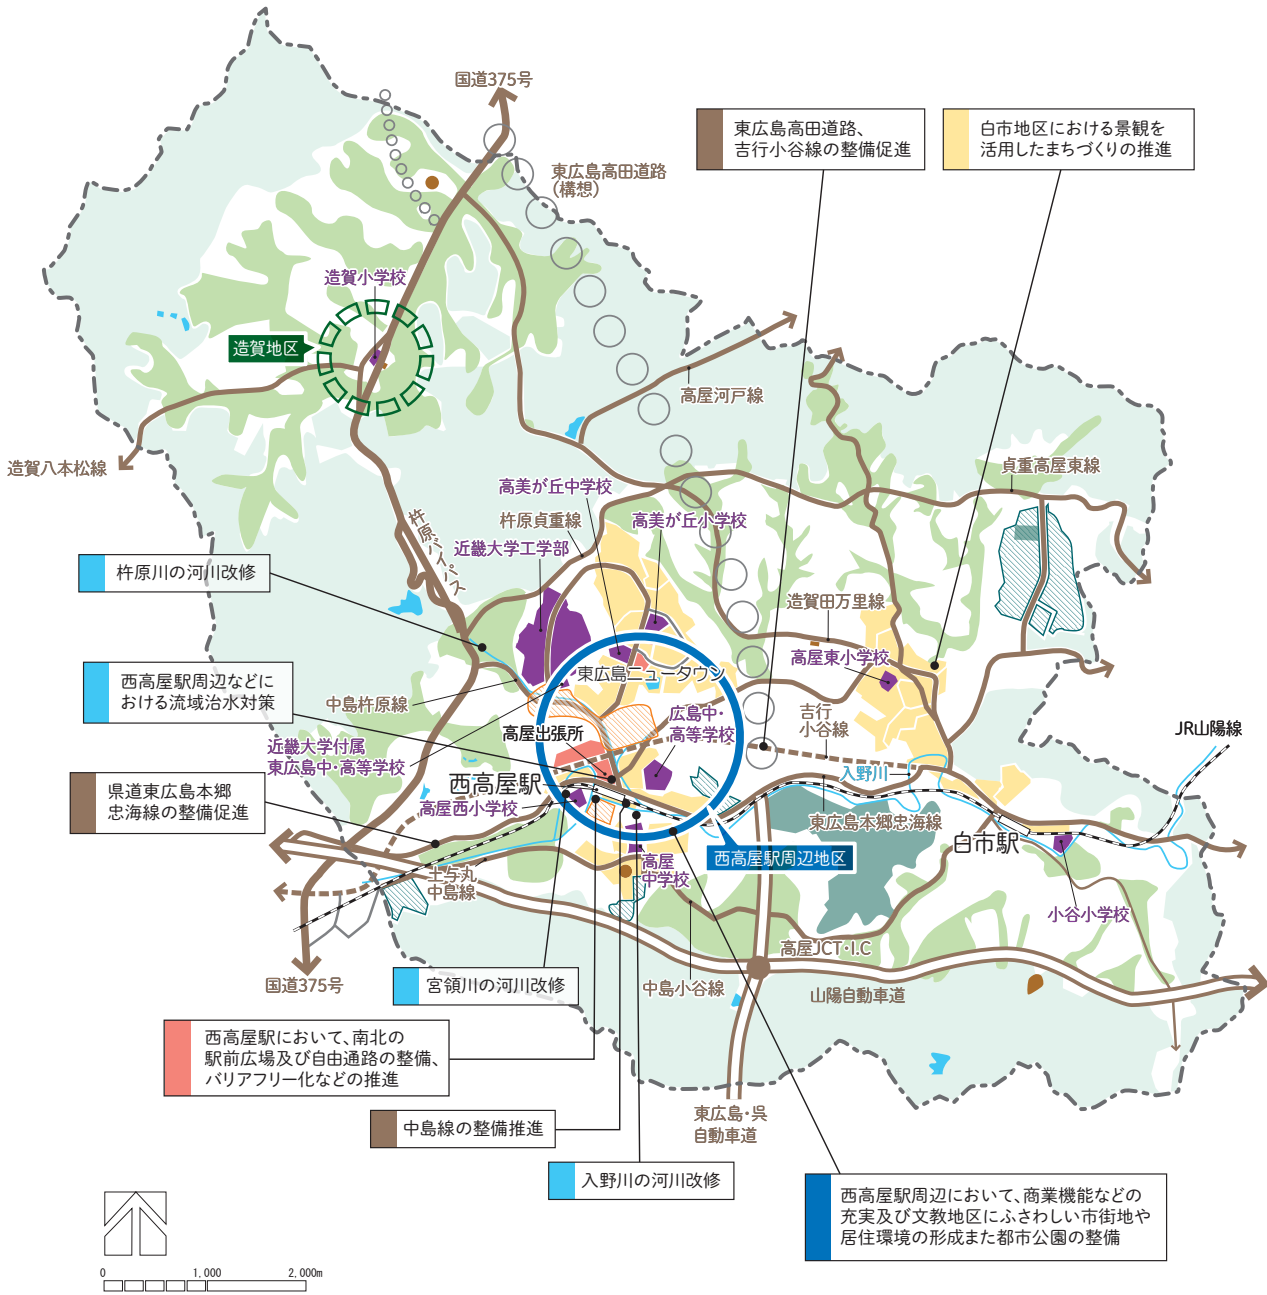 国道375号
東広島高田道路
(構想)
東広島高田道路、
吉行小谷線の整備促進
白市地区における景観を
活用したまちづくりの推進
造賀小学校
造賀地区
高屋河戸線
造賀八本松線
貞重高屋東線
高美が丘中学校
杵原貞重線
高美が丘小学校
杵原バイパス
近畿大学工学部
杵原川の河川改修
造賀田万里線
高屋東小学校
西高屋駅周辺などに
おける流域治水対策
東広島ニュータウン
中島杵原線
広島中・
高等学校
吉行
小谷線
高屋出張所
近畿大学付属
東広島中・高等学校
JR山陽線
入野川
西高屋駅
県道東広島本郷
忠海線の整備促進
高屋西小学校
東広島本郷忠海線
白市駅
西高屋駅周辺地区
高屋
中学校
土与丸
中島線
小谷小学校
高屋JCT・I.C
国道375号
宮領川の河川改修
中島小谷線
山陽自動車道
西高屋駅において、南北の
駅前広場及び自由通路の整備、
バリアフリー化などの推進
中島線の整備推進
東広島・呉
自動車道
入野川の河川改修
西高屋駅周辺において、商業機能などの
充実及び文教地区にふさわしい市街地や
居住環境の形成また都市公園の整備
0 1,000 2,000m